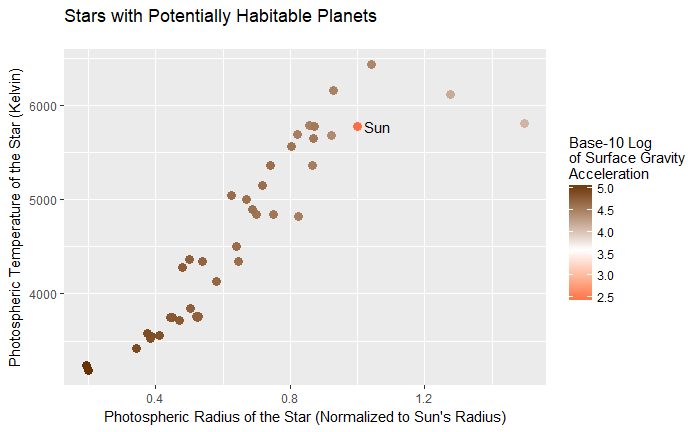 Stars with Potentially Habitable Planets
Photospheric Temperature of the Star (Kelvin)
6000
5000
4000
Sun
0.4
0.8
1.2
Photospheric Radius of the Star (Normalized to Sun's Radius)
Base-10 Log
of Surface Gravity
Acceleration
5.0
4.5
4.0
3.5
3.0
2.5